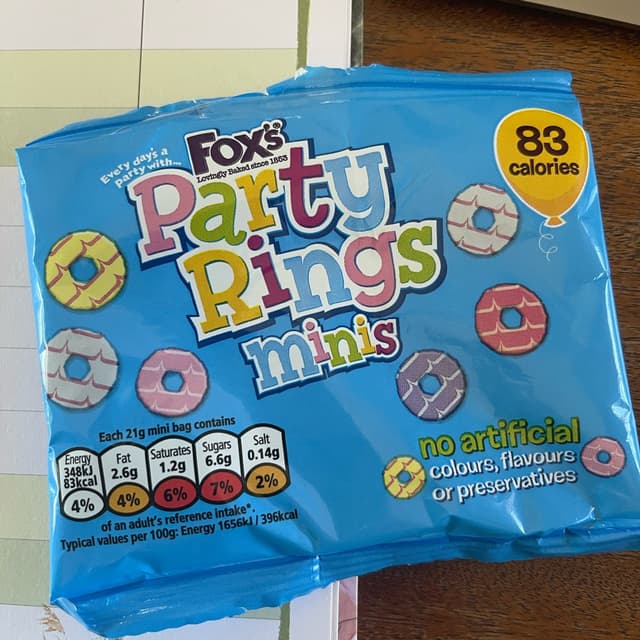 Every day's a
party with...
FOX's®
Lovingly Baked since 1853
Party
Rings
minis
83
calories
Each 21g mini bag contains
Energy
348kJ
83kcal
4%
Fat
2.6g
4%
Saturates
1.2g
6%
Sugars
6.6g
7%
Salt
0.14g
2%
of an adult's reference intake*.
Typical values per 100g: Energy 1656kJ / 396kcal
no artificial
colours, flavours
or preservatives